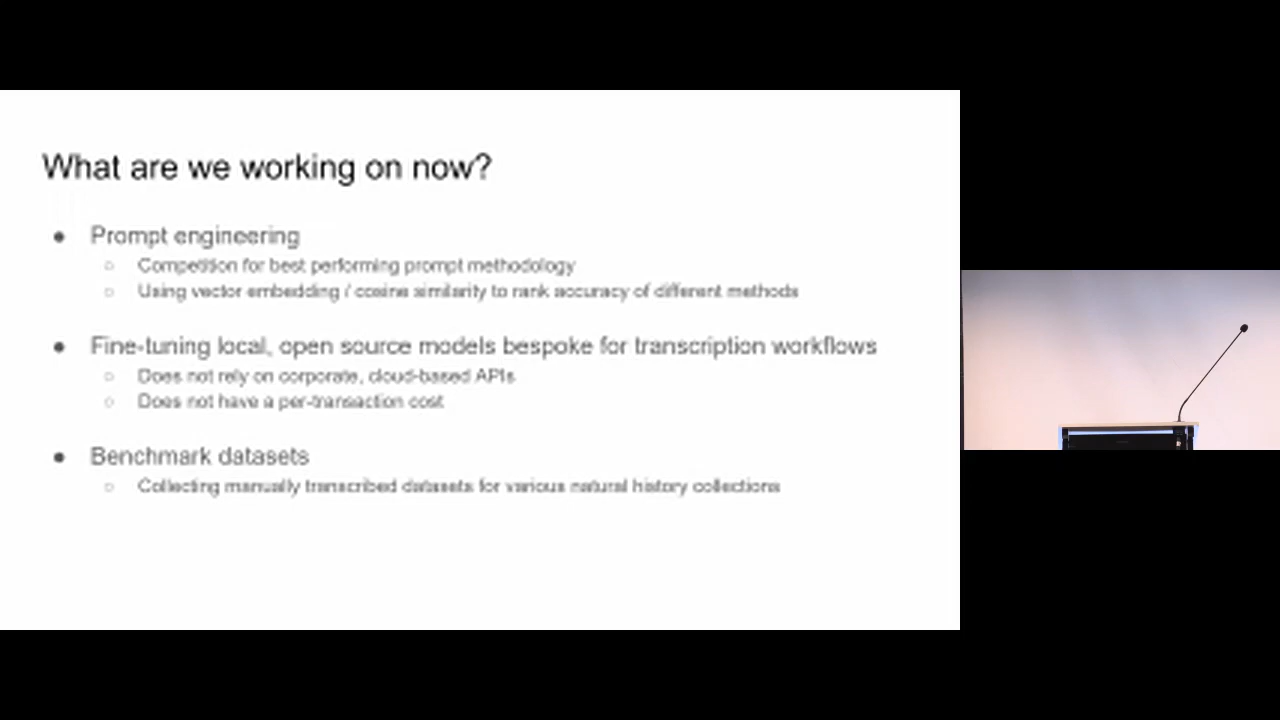 What are we working on now?
● Prompt engineering
○ Competition for best performing prompt methodology
○ Using vector embedding / cosine similarity to rank accuracy of different methods
● Fine-tuning local, open source models bespoke for transcription workflows
○ Does not rely on corporate, cloud-based APIs
○ Does not have a per-transaction cost
● Benchmark datasets
○ Collecting manually transcribed datasets for various natural history collections